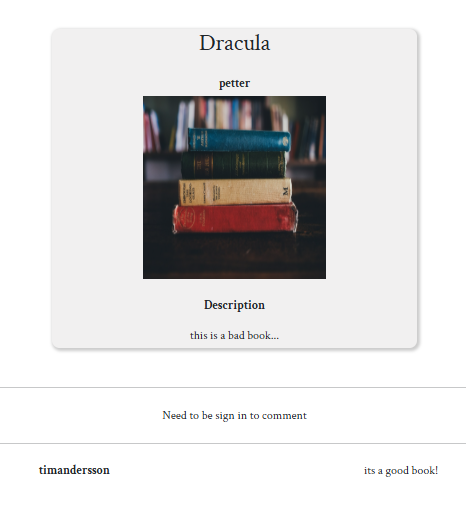 Dracula
petter
Description
this is a bad book...
Need to be sign in to comment
timandersson its a good book!